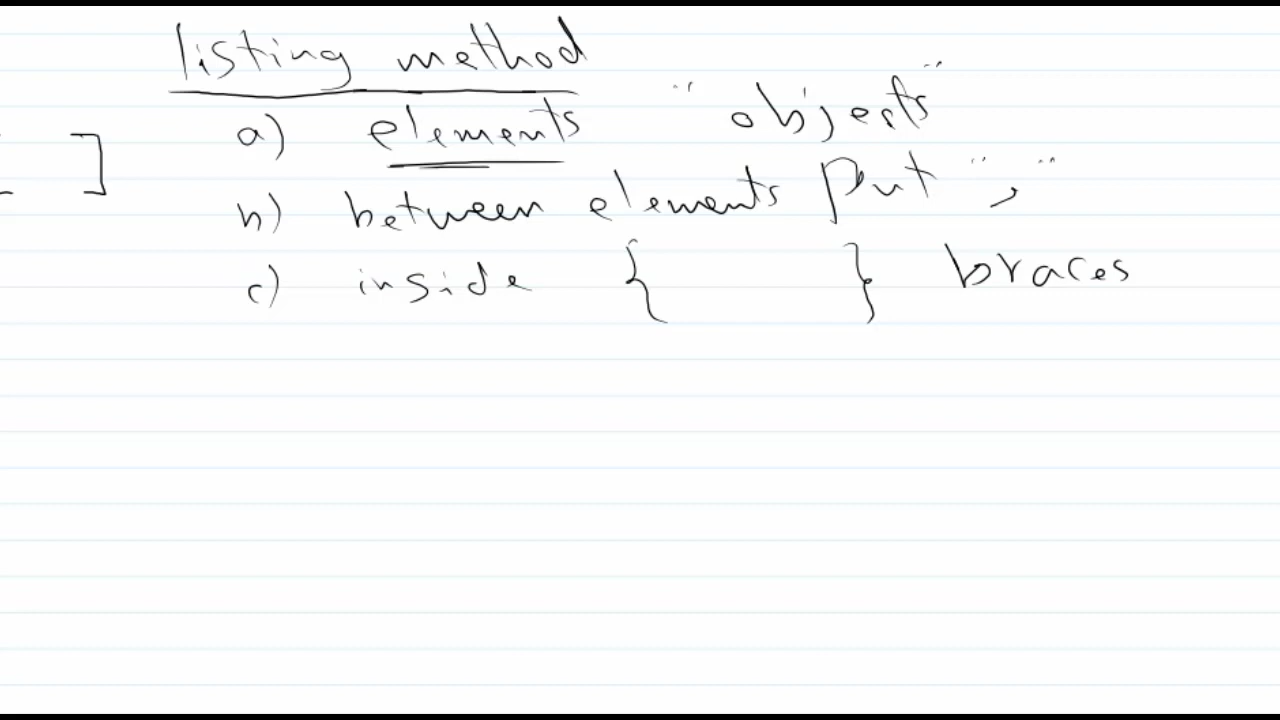 listing method
a) elements "objects"
b) between elements put ","
c) inside { } braces
]